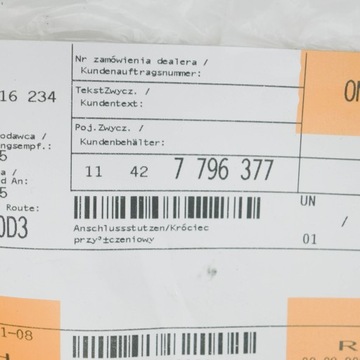 Nr zamówienia dealera /
Kundenauftragsnummer:
16 234
TekstZwycz. /
Kundentext:
Poj.Zwycz. /
Kundenbehälter:
odawca /
ngsempf.:
5
11 42 7 796 377
a /
d An:
5
Route:
0D3
UN
/
01
Anschlussstutzen/Króciec
przy³±czeniowy
1-08
R